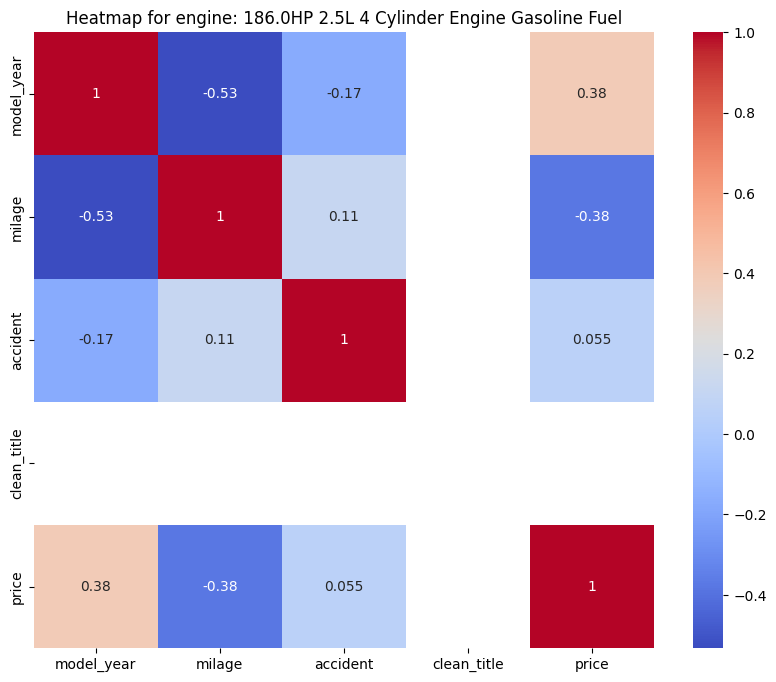 Heatmap for engine: 186.0HP 2.5L 4 Cylinder Engine Gasoline Fuel
model_year 1 -0.53 -0.17 0.38
milage -0.53 1 0.11 -0.38
accident -0.17 0.11 1 0.055
clean_title
price 0.38 -0.38 0.055 1
model_year milage accident clean_title price
1.0
0.8
0.6
0.4
0.2
0.0
-0.2
-0.4